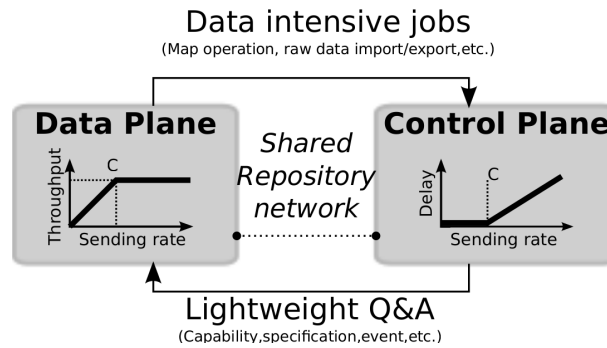 Data intensive jobs
(Map operation, raw data import/export,etc.)
Data Plane
Control Plane
Shared
Repository
network
Throughput
C
Sending rate
Delay
C
Sending rate
Lightweight Q&A
(Capability,specification,event,etc.)